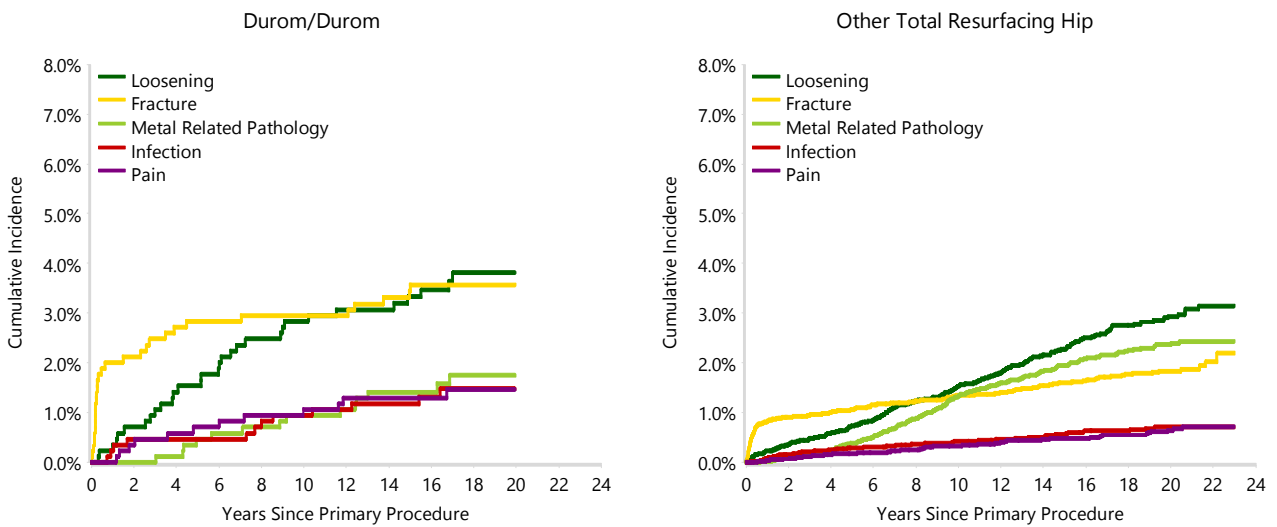 Durom/Durom
8.0%
7.0%
6.0%
5.0%
4.0%
3.0%
2.0%
1.0%
0.0%
Cumulative Incidence
Loosening
Fracture
Metal Related Pathology
Infection
Pain
0 2 4 6 8 10 12 14 16 18 20 22 24
Years Since Primary Procedure
Other Total Resurfacing Hip
8.0%
7.0%
6.0%
5.0%
4.0%
3.0%
2.0%
1.0%
0.0%
Cumulative Incidence
Loosening
Fracture
Metal Related Pathology
Infection
Pain
0 2 4 6 8 10 12 14 16 18 20 22 24
Years Since Primary Procedure